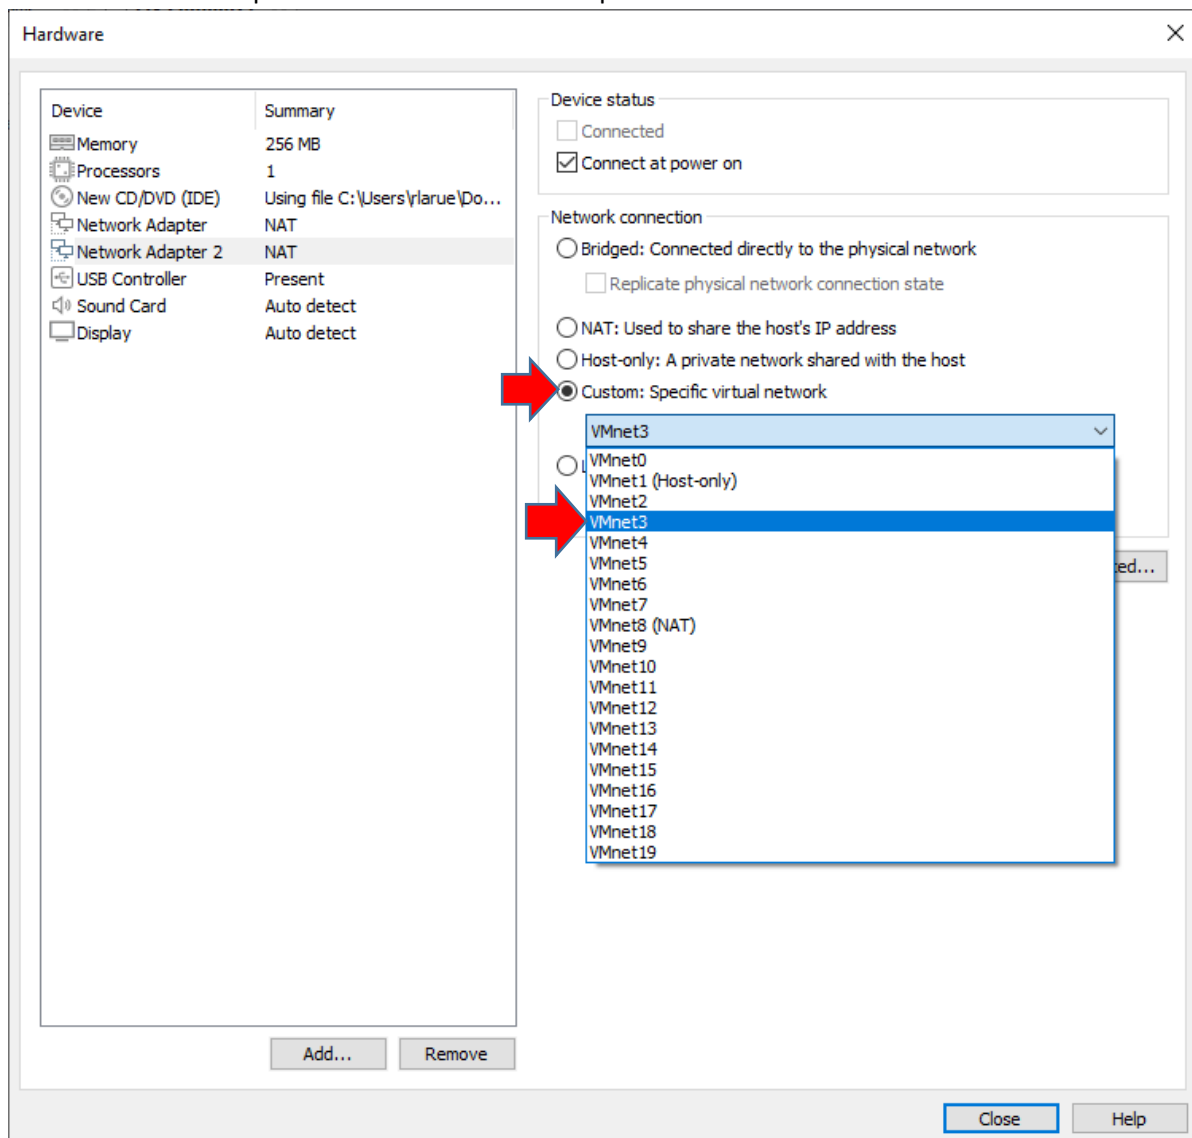 Hardware
Device Summary
Memory 256 MB
Processors 1
New CD/DVD (IDE) Using file C:\Users\rlarue\Do...
Network Adapter NAT
Network Adapter 2 NAT
USB Controller Present
Sound Card Auto detect
Display Auto detect
Add... Remove
Device status
Connected
Connect at power on
Network connection
Bridged: Connected directly to the physical network
Replicate physical network connection state
NAT: Used to share the host's IP address
Host-only: A private network shared with the host
Custom: Specific virtual network
VMnet3
VMnet0
VMnet1 (Host-only)
VMnet2
VMnet3
VMnet4
VMnet5
VMnet6
VMnet7
VMnet8 (NAT)
VMnet9
VMnet10
VMnet11
VMnet12
VMnet13
VMnet14
VMnet15
VMnet16
VMnet17
VMnet18
VMnet19
Close Help